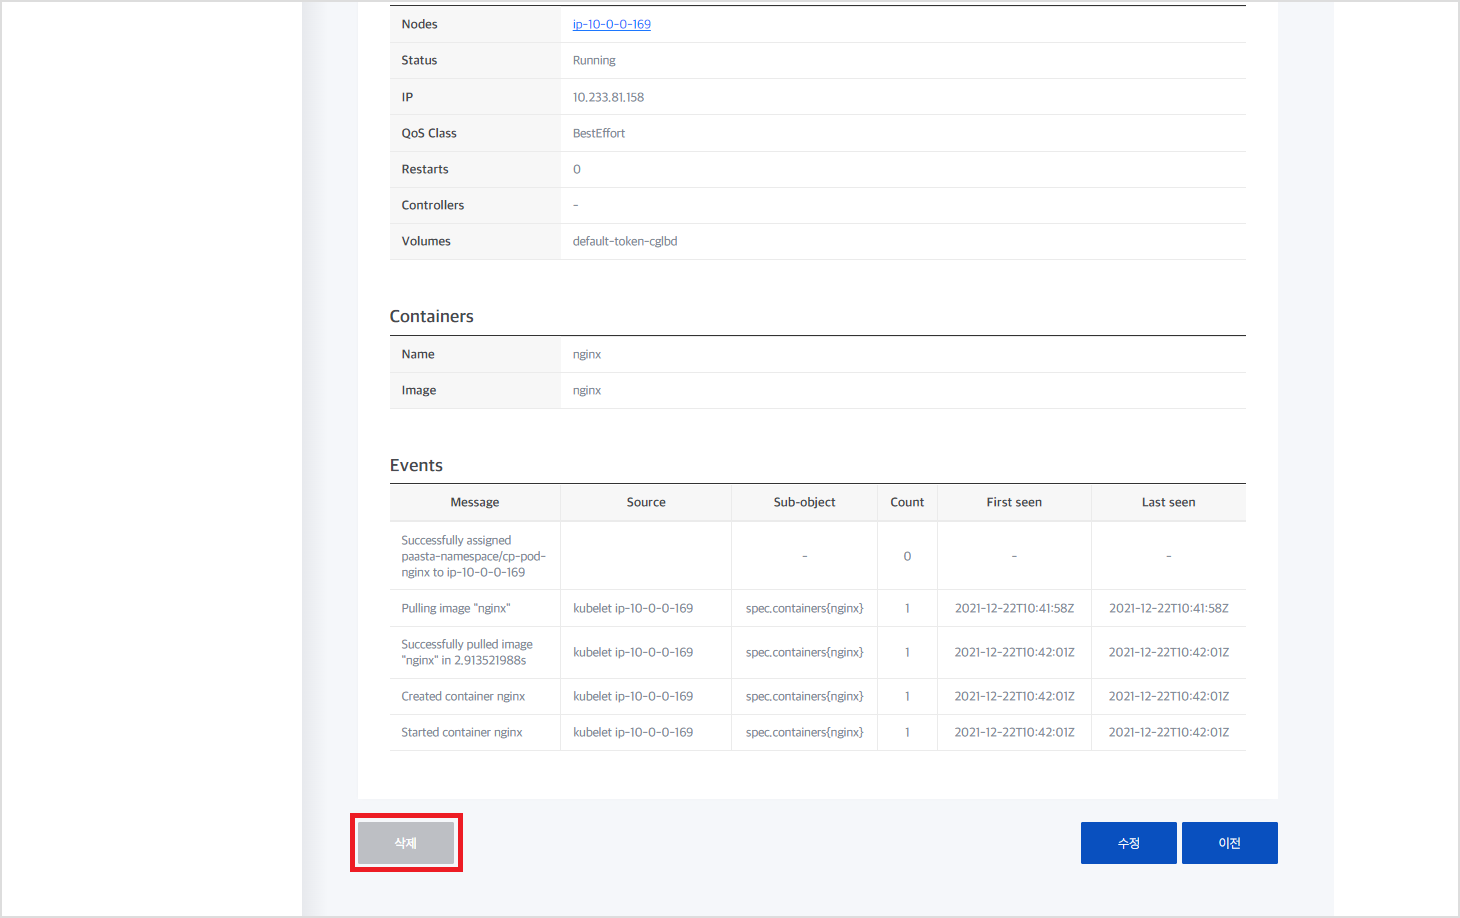 Nodes ip-10-0-0-169
Status Running
IP 10.233.81.158
QoS Class BestEffort
Restarts 0
Controllers -
Volumes default-token-cglbd
Containers
Name nginx
Image nginx
Events
Message Source Sub-object Count First seen Last seen
Successfully assigned
paasta-namespace/cp-pod-
nginx to ip-10-0-0-169 - 0 - -
Pulling image "nginx" kubelet ip-10-0-0-169 spec.containers{nginx} 1 2021-12-22T10:41:58Z 2021-12-22T10:41:58Z
Successfully pulled image
"nginx" in 2.913521988s kubelet ip-10-0-0-169 spec.containers{nginx} 1 2021-12-22T10:42:01Z 2021-12-22T10:42:01Z
Created container nginx kubelet ip-10-0-0-169 spec.containers{nginx} 1 2021-12-22T10:42:01Z 2021-12-22T10:42:01Z
Started container nginx kubelet ip-10-0-0-169 spec.containers{nginx} 1 2021-12-22T10:42:01Z 2021-12-22T10:42:01Z
삭제 수정 이전